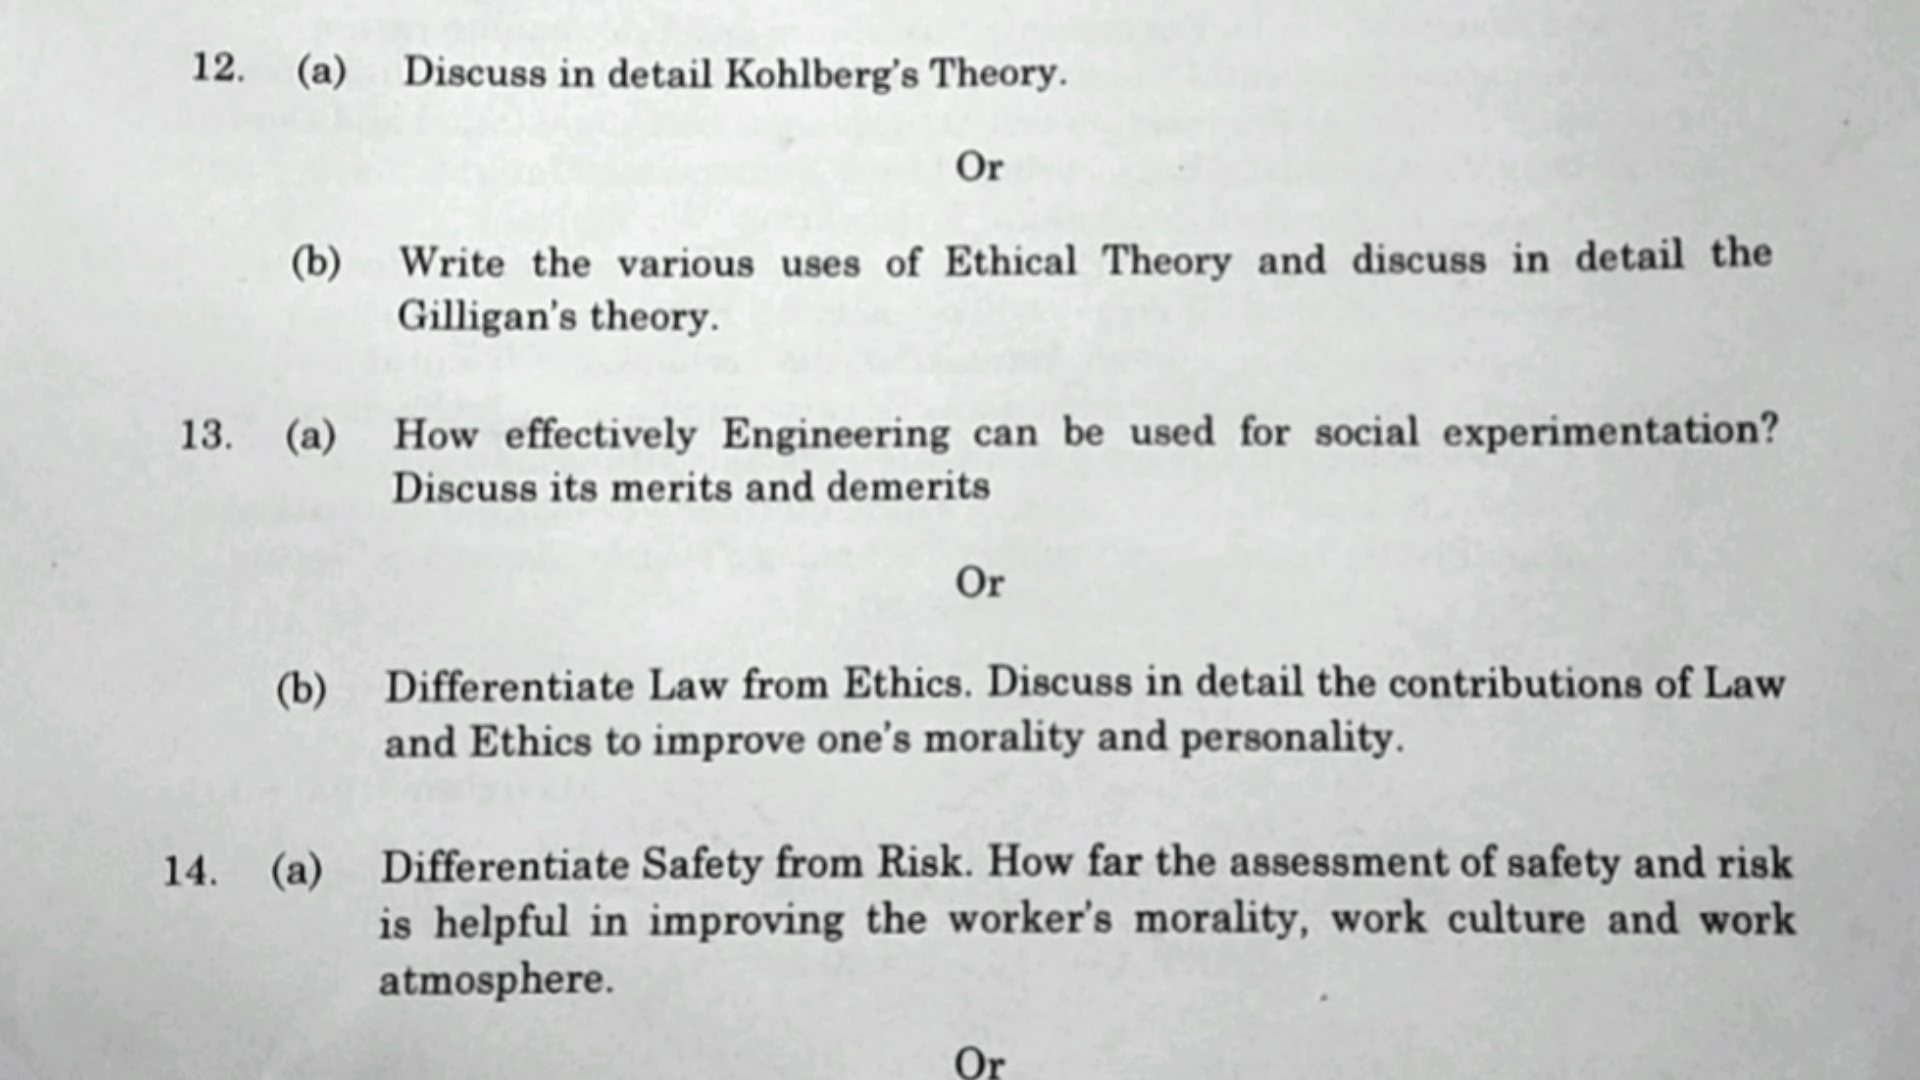 12. (a) Discuss in detail Kohlberg's Theory.
Or
(b) Write the various uses of Ethical Theory and discuss in detail the
Gilligan's theory.
13. (a) How effectively Engineering can be used for social experimentation?
Discuss its merits and demerits
Or
(b) Differentiate Law from Ethics. Discuss in detail the contributions of Law
and Ethics to improve one's morality and personality.
14. (a) Differentiate Safety from Risk. How far the assessment of safety and risk
is helpful in improving the worker's morality, work culture and work
atmosphere.
Or